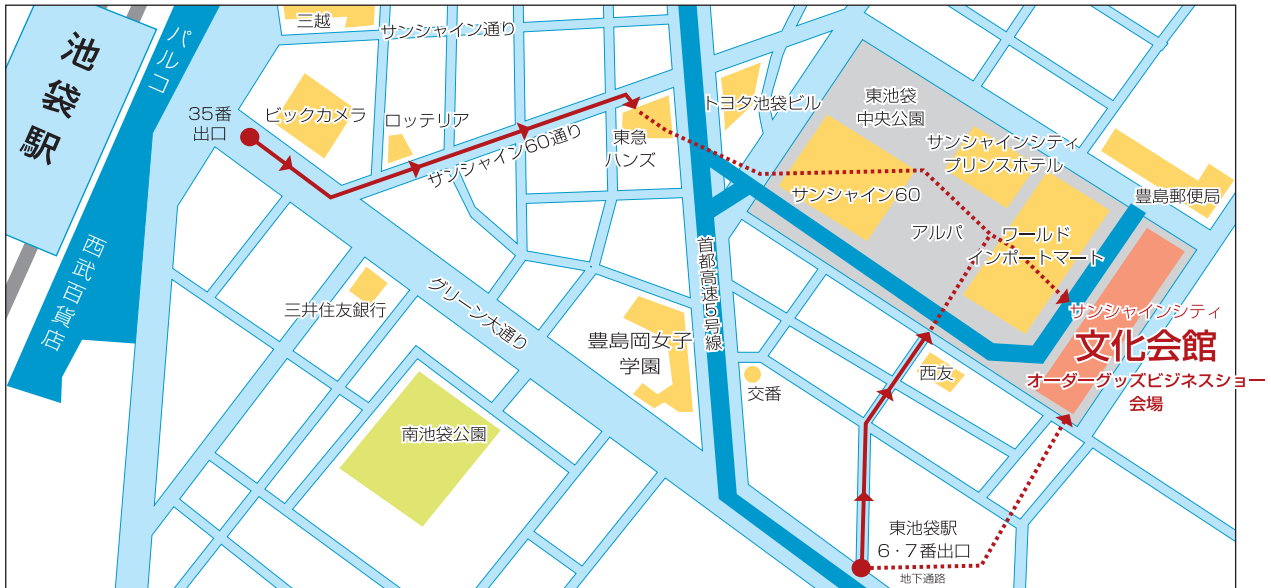 三越
サンシャイン通り
池袋駅
パルコ
35番
出口
ビックカメラ
ロッテリア
サンシャイン60通り
東急
ハンズ
トヨタ池袋ビル
東池袋
中央公園
サンシャインシティ
プリンスホテル
サンシャイン60
アルパ
ワールド
インポートマート
豊島郵便局
西武百貨店
三井住友銀行
グリーン大通り
首都高速5号線
豊島岡女子
学園
交番
西友
サンシャインシティ
文化会館
オーダーグッズビジネスショー
会場
南池袋公園
東池袋駅
6・7番出口
地下通路